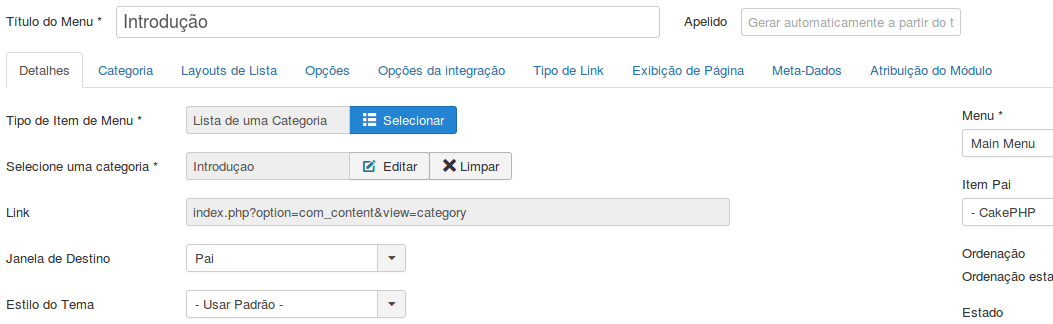 Título do Menu * Introdução Apelido Gerar automaticamente a partir do t
Detalhes Categoria Layouts de Lista Opções Opções da integração Tipo de Link Exibição de Página Meta-Dados Atribuição do Módulo
Tipo de Item de Menu * Lista de uma Categoria Selecionar
Menu *
Main Menu
Selecione uma categoria * Introduçao Editar Limpar
Item Pai
Link index.php?option=com_content&view=category
- CakePHP
Janela de Destino Pai
Ordenação
Ordenação esta
Estilo do Tema - Usar Padrão -
Estado